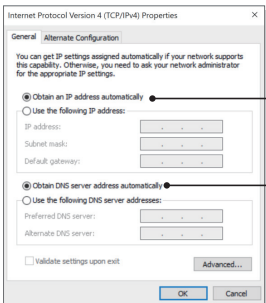 Internet Protocol Version 4 (TCP/IPv4) Properties
General Alternate Configuration
You can get IP settings assigned automatically if your network supports
this capability. Otherwise, you need to ask your network administrator
for the appropriate IP settings.
Obtain an IP address automatically
Use the following IP address:
IP address:
Subnet mask:
Default gateway:
Obtain DNS server address automatically
Use the following DNS server addresses:
Preferred DNS server:
Alternate DNS server:
Validate settings upon exit
Advanced...
OK Cancel